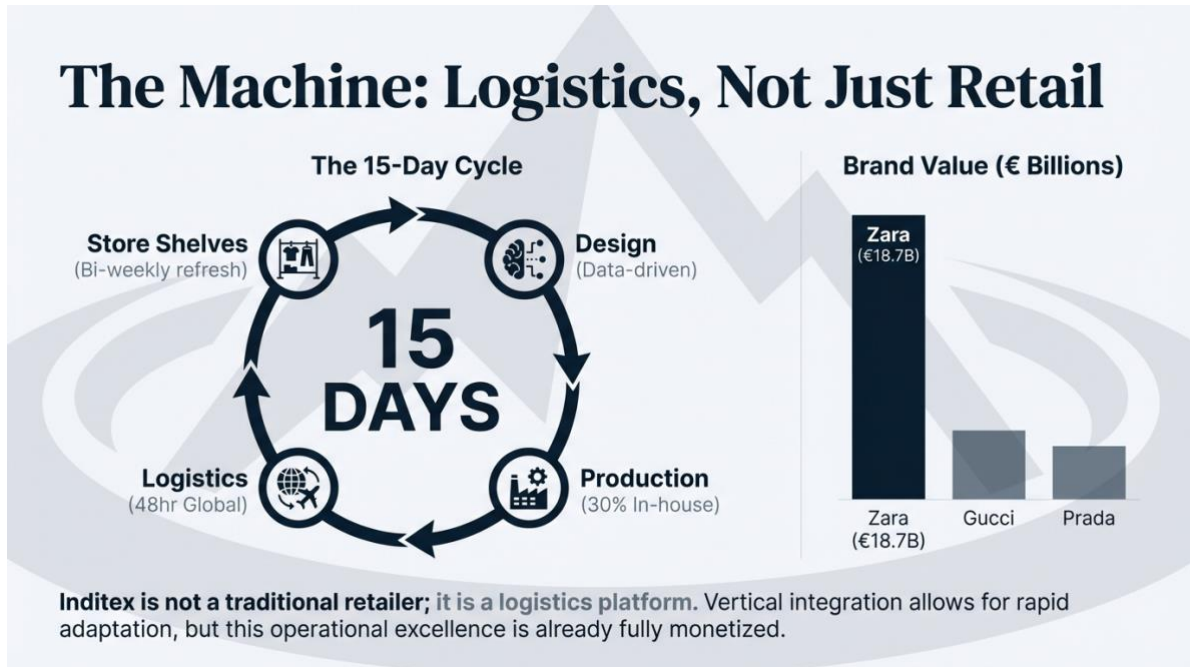 The Machine: Logistics, Not Just Retail
The 15-Day Cycle
Store Shelves
(Bi-weekly refresh)
Design
(Data-driven)
15
DAYS
Logistics
(48hr Global)
Production
(30% In-house)
Brand Value (€ Billions)
Zara
(€18.7B)
Zara
(€18.7B)
Gucci
Prada
Inditex is not a traditional retailer; it is a logistics platform. Vertical integration allows for rapid
adaptation, but this operational excellence is already fully monetized.